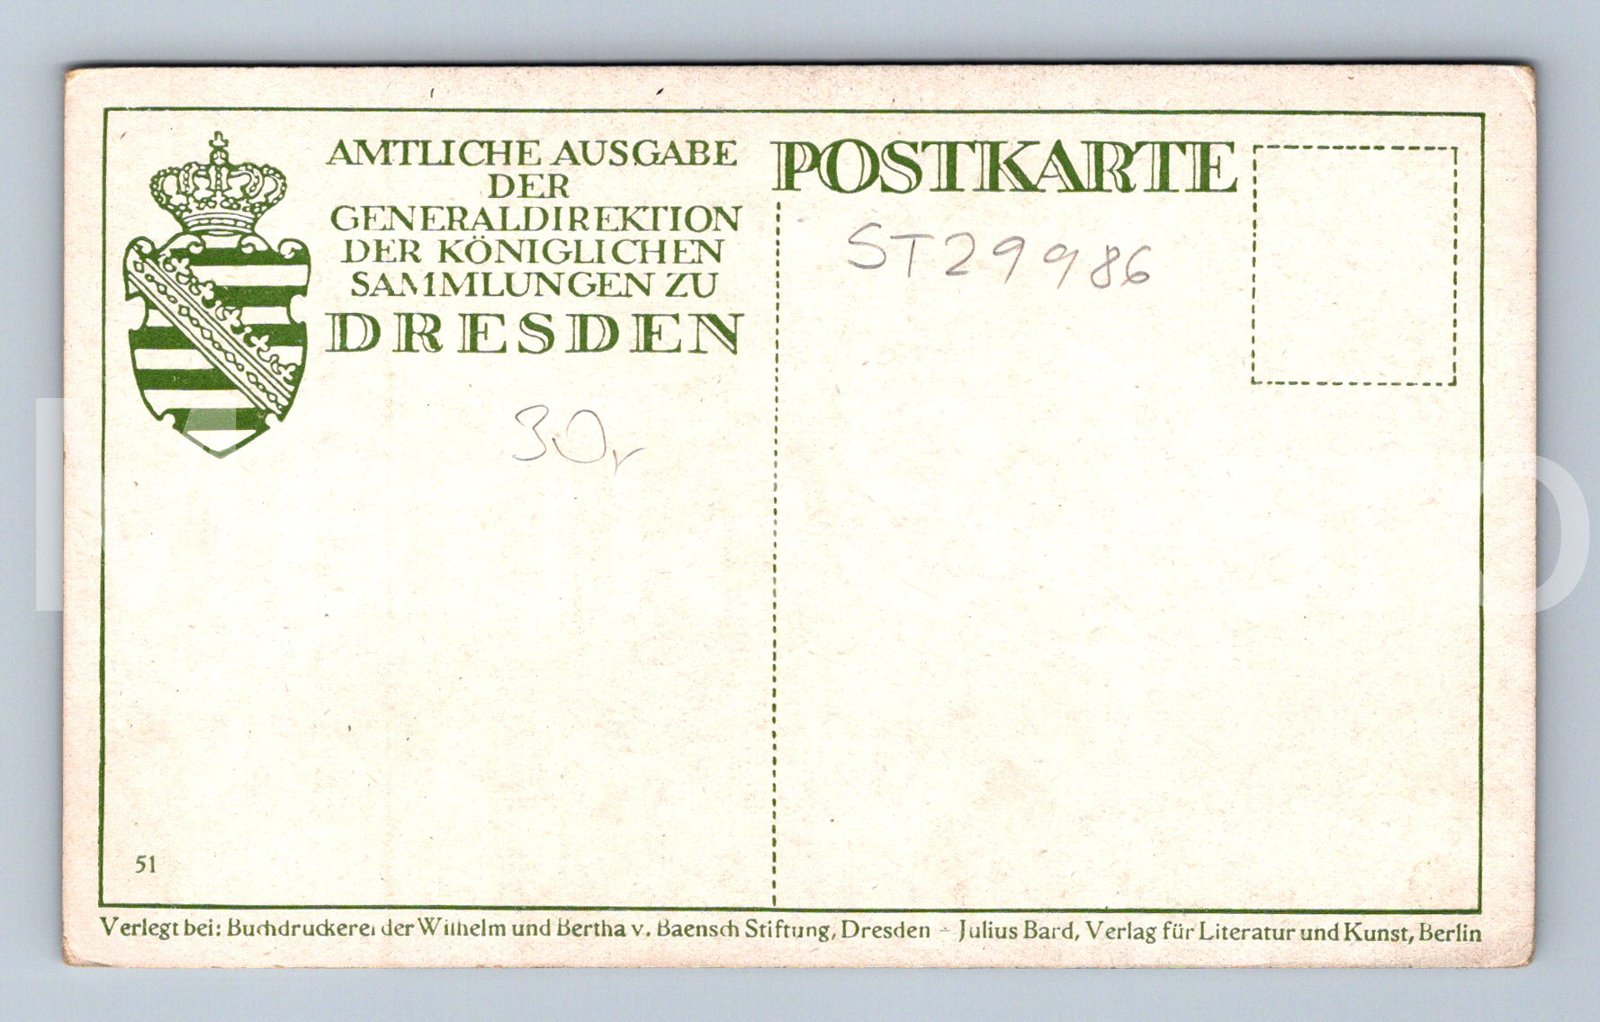 AMTLICHE AUSGABE
DER
GENERALDIREKTION
DER KÖNIGLICHEN
SAMMLUNGEN ZU
DRESDEN
POSTKARTE
ST29986
30
51
Verlegt bei: Buchdruckerei der Wilhelm und Bertha v. Baensch Stiftung, Dresden - Julius Bard, Verlag für Literatur und Kunst, Berlin